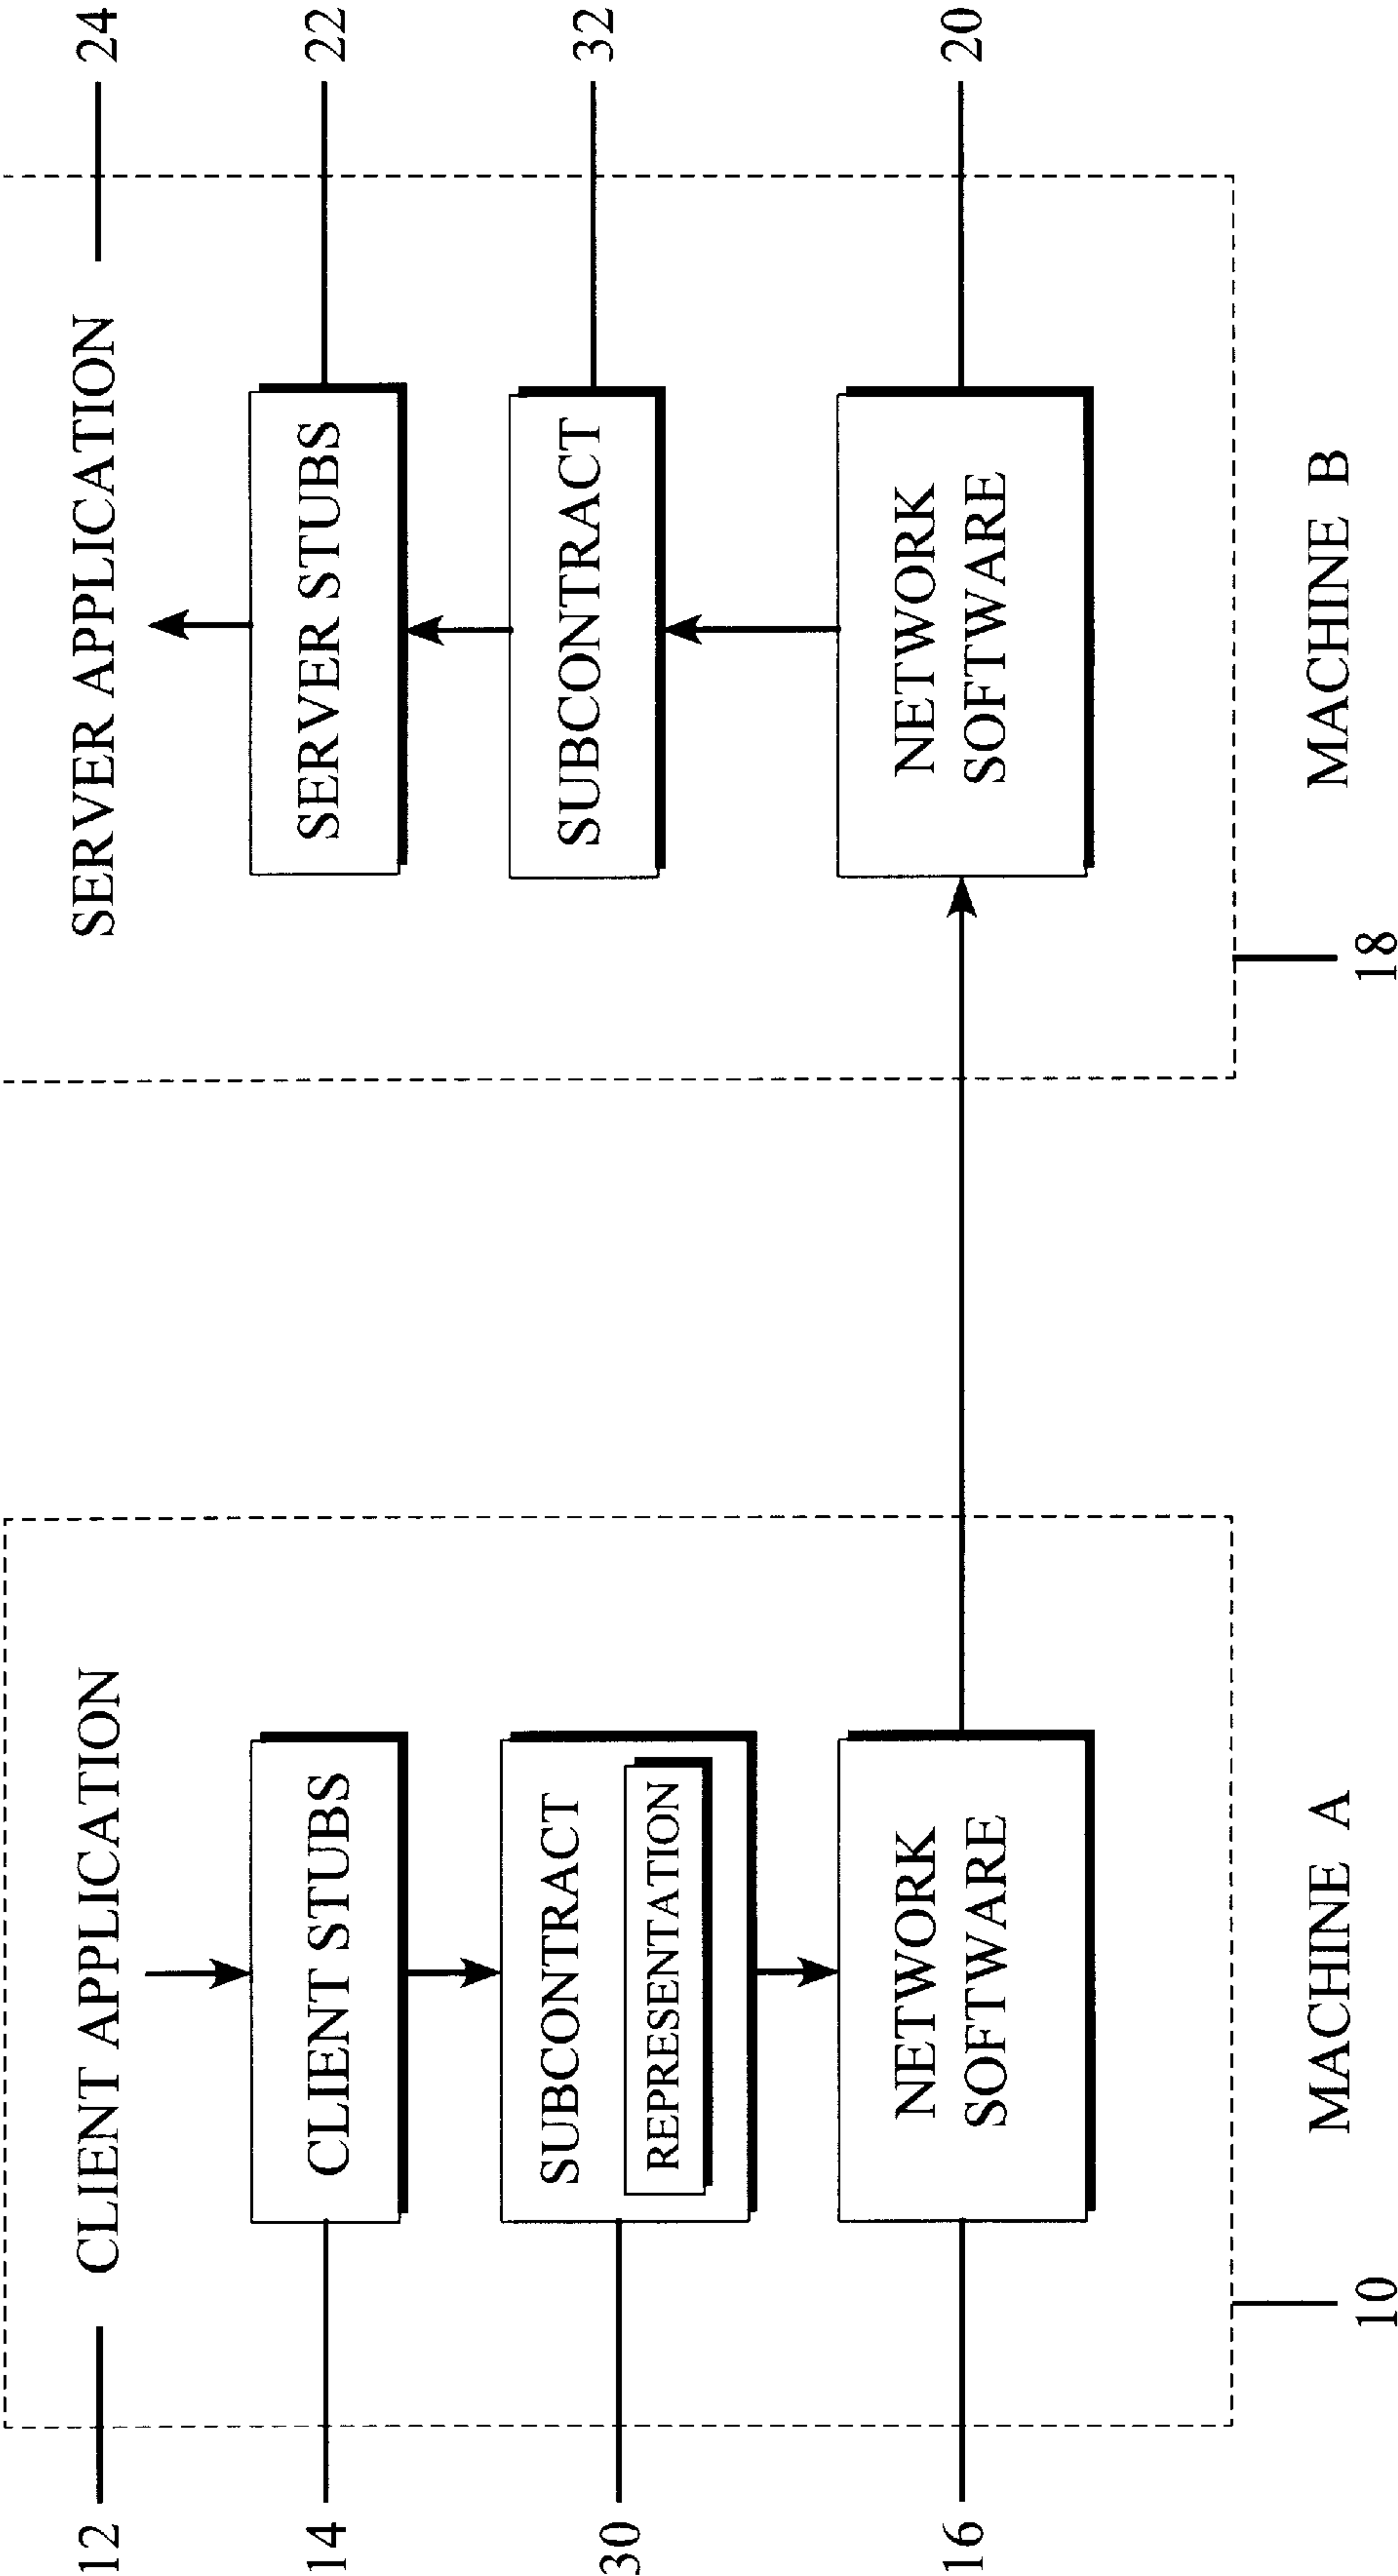 12
CLIENT APPLICATION
14
CLIENT STUBS
30
SUBCONTRACT
REPRESENTATION
16
NETWORK
SOFTWARE
10
MACHINE A
SERVER APPLICATION
24
SERVER STUBS
22
SUBCONTRACT
32
NETWORK
SOFTWARE
20
18
MACHINE B